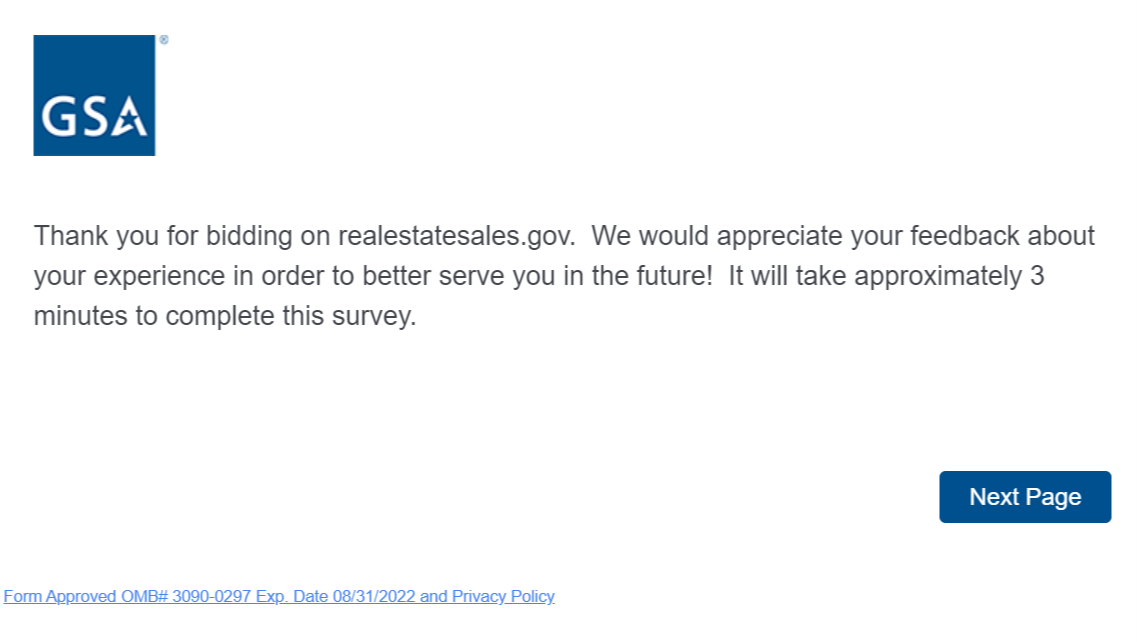 GSA
®
Thank you for bidding on realestatesales.gov.  We would appreciate your feedback about
your experience in order to better serve you in the future!  It will take approximately 3
minutes to complete this survey.
Next Page
Form Approved OMB# 3090-0297 Exp. Date 08/31/2022 and Privacy Policy